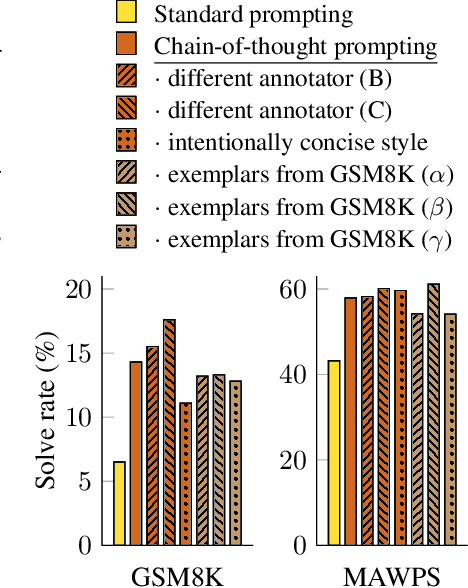 Standard prompting
Chain-of-thought prompting
· different annotator (B)
· different annotator (C)
· intentionally concise style
· exemplars from GSM8K (α)
· exemplars from GSM8K (β)
· exemplars from GSM8K (γ)
20
15
10
5
0
Solve rate (%)
GSM8K
60
40
20
0
MAWPS